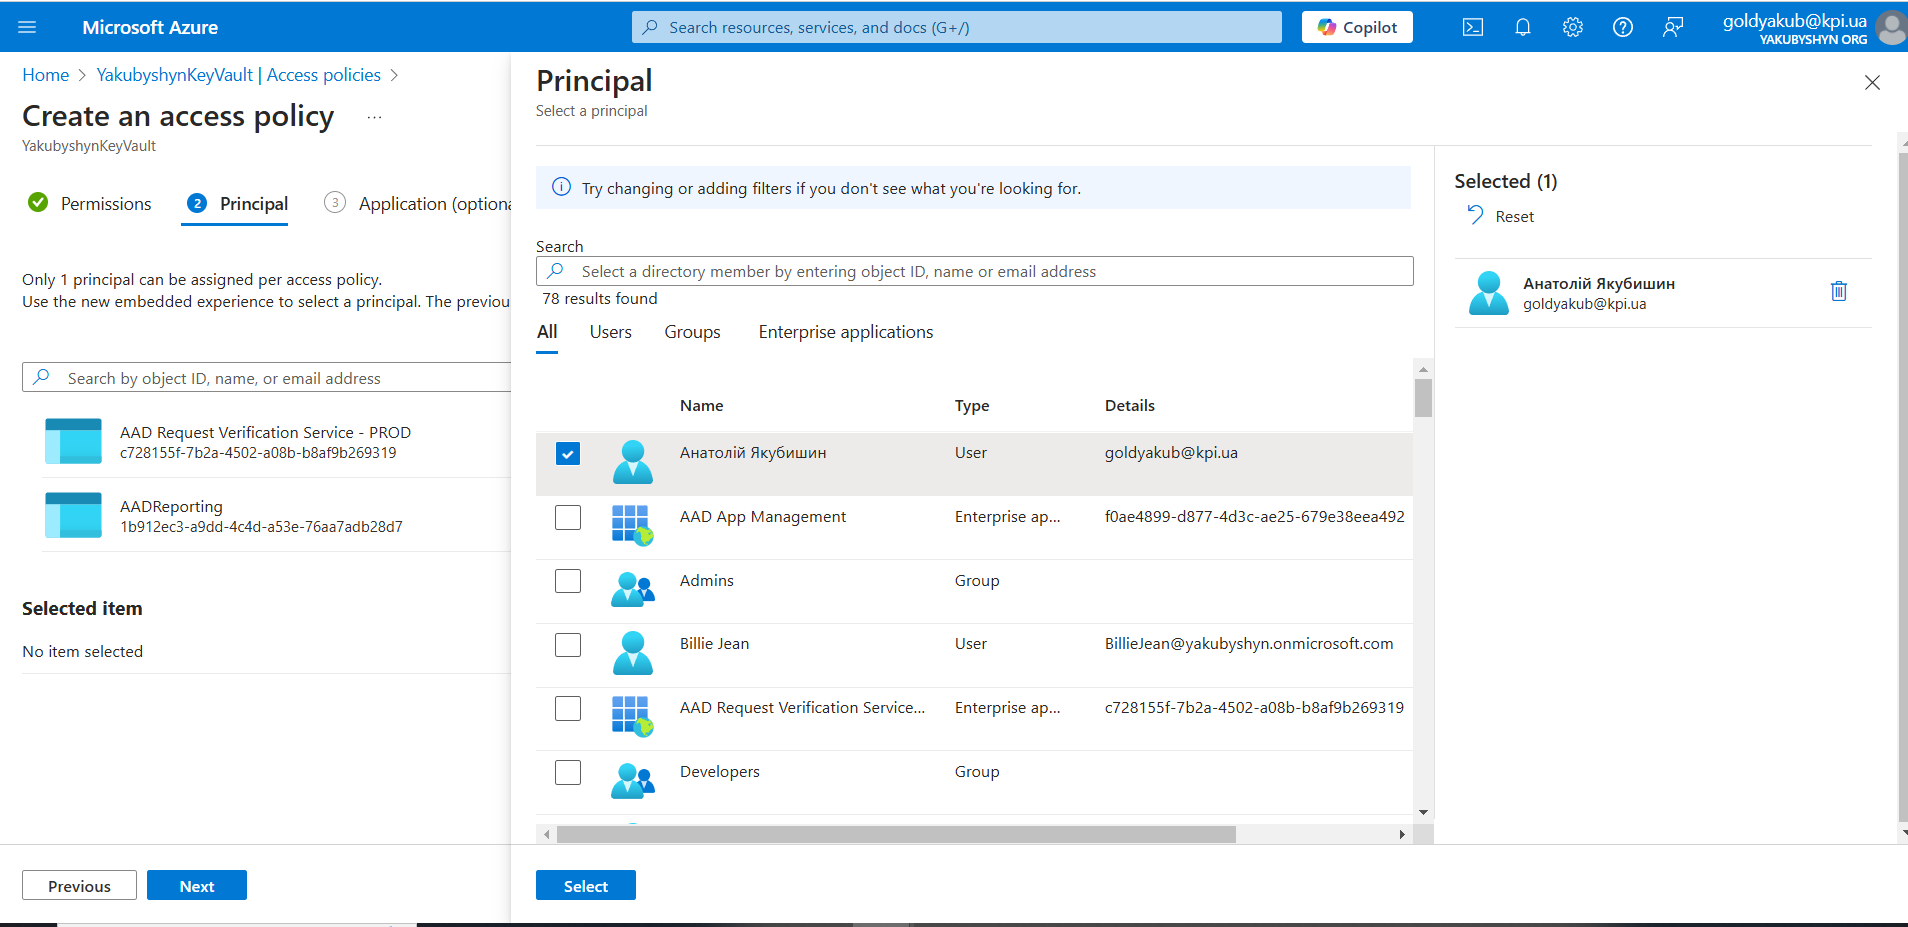 Microsoft Azure
Search resources, services, and docs (G+/)
Copilot
goldyakub@kpi.ua
YAKUBYSHYN ORG
Home > YakubyshynKeyVault | Access policies >
Create an access policy ...
YakubyshynKeyVault
Permissions
2 Principal
3 Application (optiona
Only 1 principal can be assigned per access policy.
Use the new embedded experience to select a principal. The previou
Search by object ID, name, or email address
AAD Request Verification Service - PROD
c728155f-7b2a-4502-a08b-b8af9b269319
AADReporting
1b912ec3-a9dd-4c4d-a53e-76aa7adb28d7
Selected item
No item selected
Previous
Next
Principal
Select a principal
Try changing or adding filters if you don't see what you're looking for.
Search
Select a directory member by entering object ID, name or email address
78 results found
All Users Groups Enterprise applications
Name Type Details
Анатолій Якубишин User goldyakub@kpi.ua
AAD App Management Enterprise ap... f0ae4899-d877-4d3c-ae25-679e38eea492
Admins Group
Billie Jean User BillieJean@yakubyshyn.onmicrosoft.com
AAD Request Verification Service... Enterprise ap... c728155f-7b2a-4502-a08b-b8af9b269319
Developers Group
Select
Selected (1)
Reset
Анатолій Якубишин
goldyakub@kpi.ua